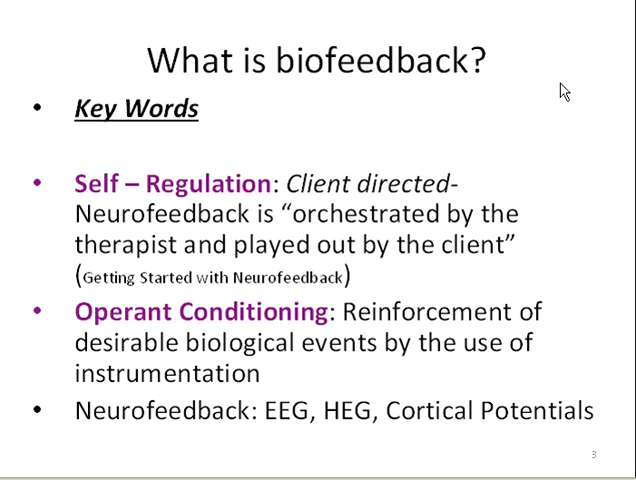 What is biofeedback?
• Key Words
• Self – Regulation: Client directed-
Neurofeedback is “orchestrated by the
therapist and played out by the client”
(Getting Started with Neurofeedback)
• Operant Conditioning: Reinforcement of
desirable biological events by the use of
instrumentation
• Neurofeedback: EEG, HEG, Cortical Potentials
3